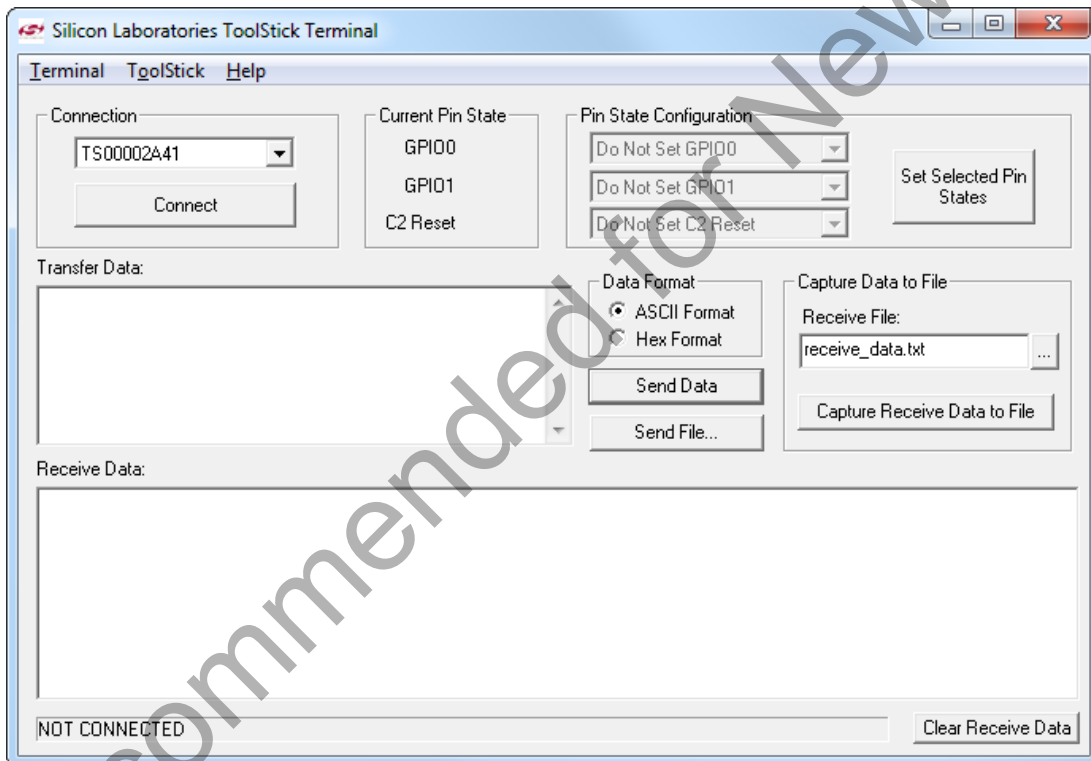 Silicon Laboratories ToolStick Terminal
Terminal ToolStick Help
Connection
TS00002A41
Connect
Current Pin State
GPIO0
GPIO1
C2 Reset
Pin State Configuration
Do Not Set GPIO0
Do Not Set GPIO1
Do Not Set C2 Reset
Set Selected Pin
States
Transfer Data:
Data Format
ASCII Format
Hex Format
Send Data
Send File...
Capture Data to File
Receive File:
receive_data.txt
...
Capture Receive Data to File
Receive Data:
NOT CONNECTED
Clear Receive Data
commended for New